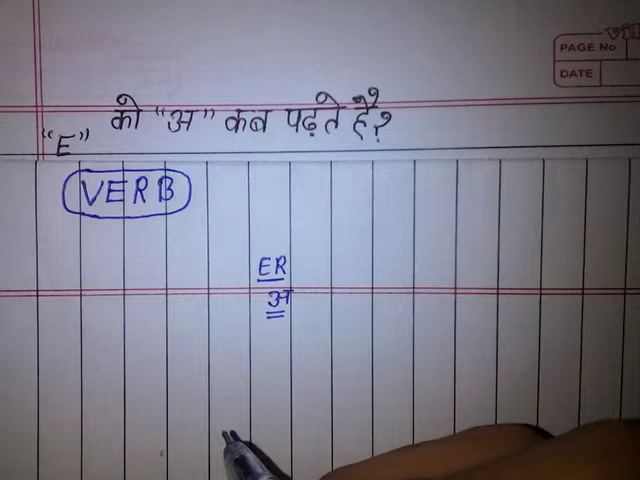 PAGE No
DATE
"E" को "अ" कब पढ़ते हैं?
VERB
ER
अ